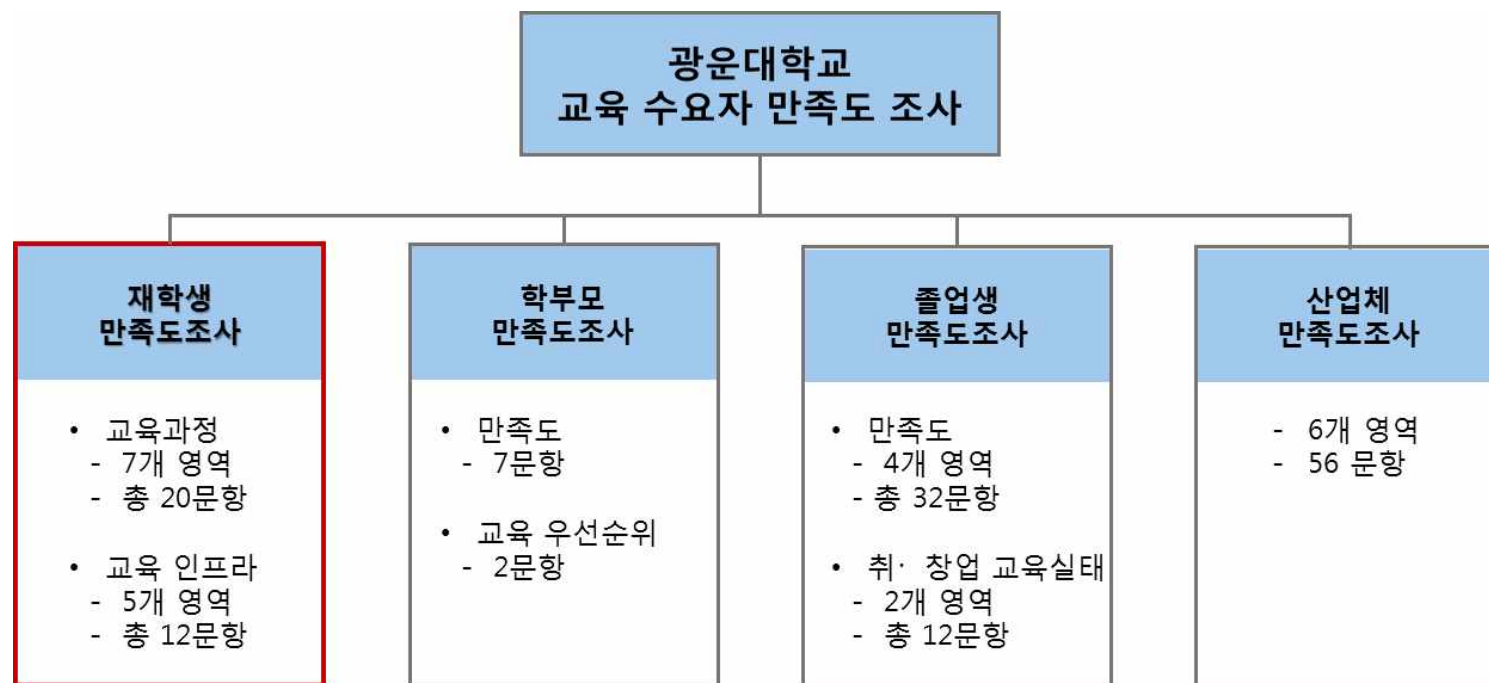 광운대학교
교육 수요자 만족도 조사
재학생
만족도조사
• 교육과정
- 7개 영역
- 총 20문항
• 교육 인프라
- 5개 영역
- 총 12문항
학부모
만족도조사
• 만족도
- 7문항
• 교육 우선순위
- 2문항
졸업생
만족도조사
• 만족도
- 4개 영역
- 총 32문항
• 취· 창업 교육실태
- 2개 영역
- 총 12문항
산업체
만족도조사
- 6개 영역
- 56 문항